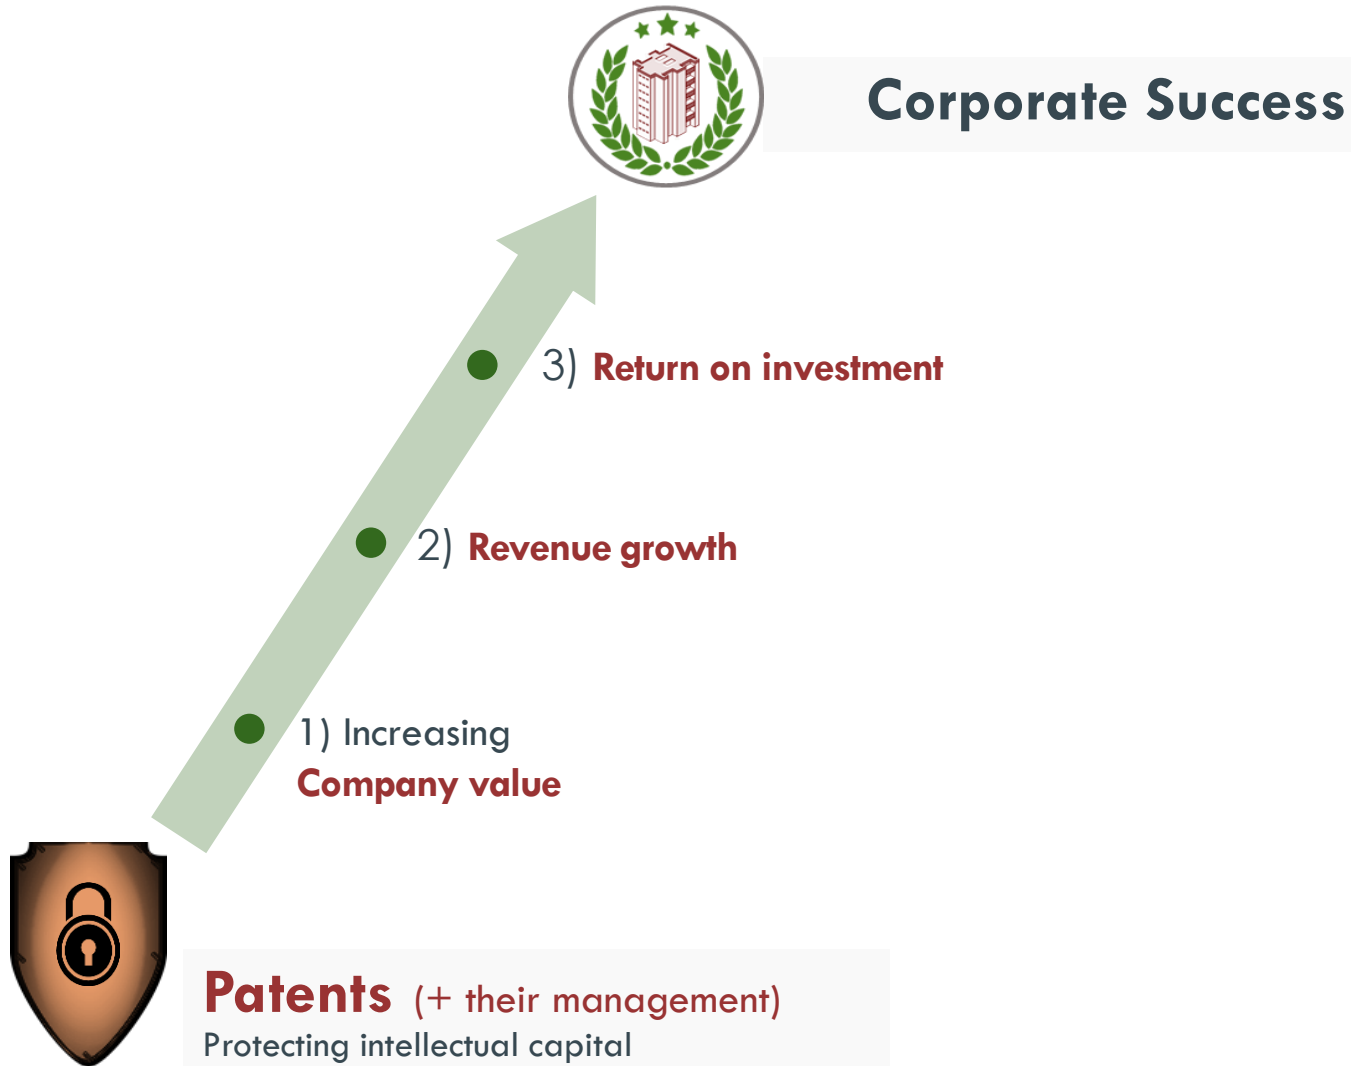 Corporate Success
3) Return on investment
2) Revenue growth
1) Increasing
Company value
Patents (+ their management)
Protecting intellectual capital